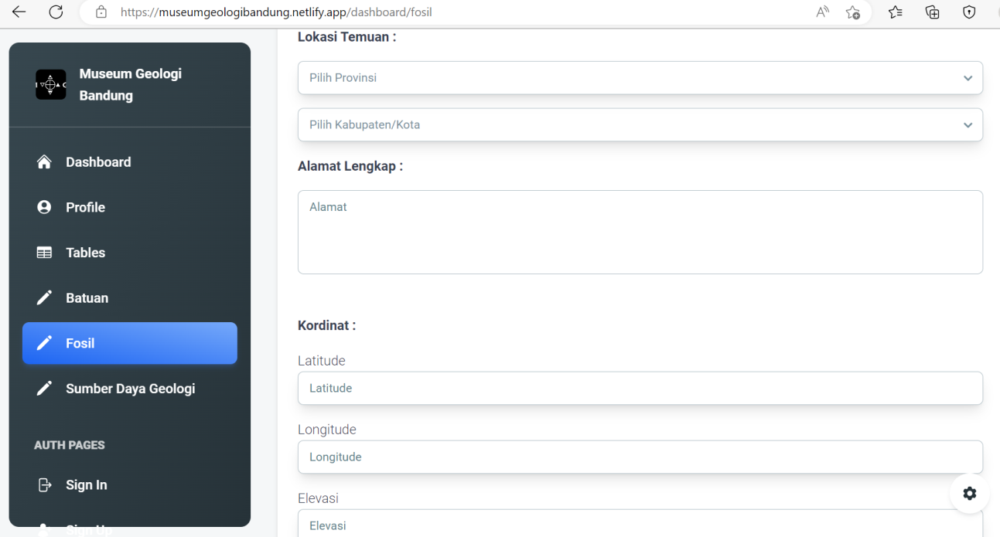 https://museumgeologibandung.netlify.app/dashboard/fosil
Museum Geologi
Bandung
Dashboard
Profile
Tables
Batuan
Fosil
Sumber Daya Geologi
AUTH PAGES
Sign In
Sign Up
Lokasi Temuan :
Pilih Provinsi
Pilih Kabupaten/Kota
Alamat Lengkap :
Alamat
Kordinat :
Latitude
Latitude
Longitude
Longitude
Elevasi
Elevasi